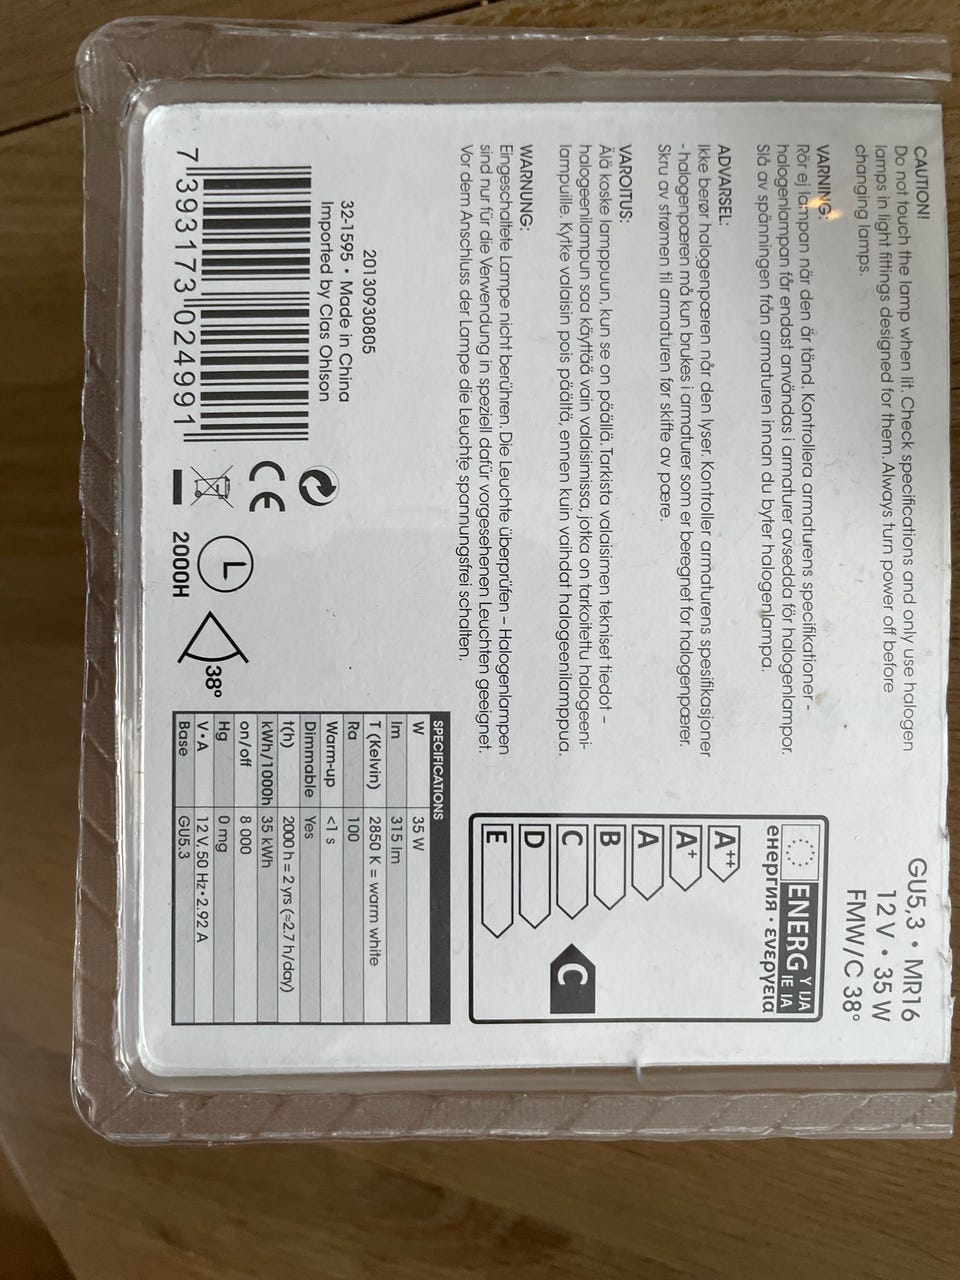 CAUTION!
Do not touch the lamp when lit. Check specifications and only use halogen
lamps in light fittings designed for them. Always turn power off before
changing lamps.
VARNING:
Rör ej lampan när den är tänd. Kontrollera armaturens specifikationer -
halogenlampan får endast användas i armaturer avsedda för halogenlampor.
Slå av spänningen från armaturen innan du byter halogenlampa.
ADVARSEL:
Ikke berør halogenpæren når den lyser. Kontroller armaturens spesifikasjoner
- halogenpæren må kun brukes i armaturer som er beregnet for halogenpærer.
Skru av strømen til armaturen før skifte av pære.
VAROITUS:
Älä koske lamppuun, kun se on päällä. Tarkista valaisimen tekniset tiedot –
halogeenilampun saa käyttää vain valaisimissa, jotka on tarkoitettu halogeeni-
lampuille. Kytke valaisin pois päältä, ennen kuin vaihdat halogeenilamppua.
WARNUNG:
Eingeschaltete Lampe nicht berühren. Die Leuchte überprüfen – Halogenlampen
sind nur für die Verwendung in speziell dafür vorgesehenen Leuchten geeignet.
Vor dem Anschluss der Lampe die Leuchte spannungsfrei schalten.
20130930805
32-1595 • Made in China
Imported by Clas Ohlson
7 393173 024991
CE
L
2000H
38°
GU5,3 • MR16
12 V • 35 W
FMW/C 38°
ENERG Y IJA
IE IA
енергия · ενεργεια
A++
A+
A
B
C C
D
E
SPECIFICATIONS
W 35 W
lm 315 lm
T (Kelvin) 2850 K = warm white
Ra 100
Warm-up <1 s
Dimmable Yes
t(h) 2000 h = 2 yrs (≈2.7 h/day)
kWh/1000h 35 kWh
on/off 8 000
Hg 0 mg
V•A 12 V, 50 Hz•2.92 A
Base GU5.3